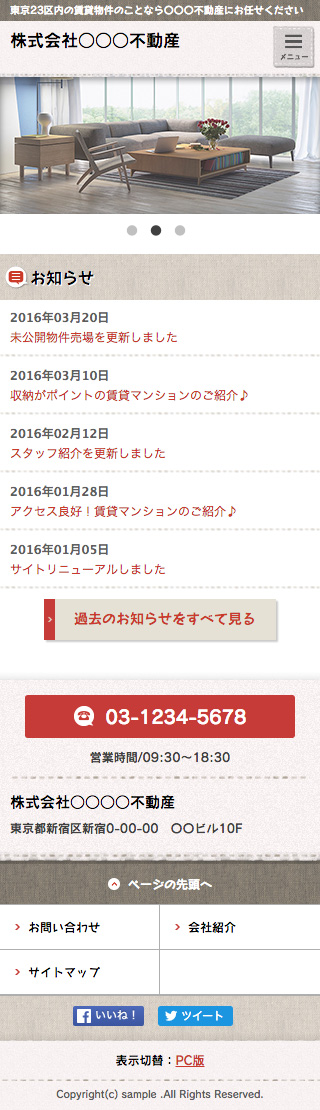 東京23区内の賃貸物件のことなら〇〇〇不動産にお任せください
株式会社〇〇〇不動産
メニュー
お知らせ
2016年03月20日
未公開物件売場を更新しました
2016年03月10日
収納がポイントの賃貸マンションのご紹介♪
2016年02月12日
スタッフ紹介を更新しました
2016年01月28日
アクセス良好！賃貸マンションのご紹介♪
2016年01月05日
サイトリニューアルしました
過去のお知らせをすべて見る
03-1234-5678
営業時間/09:30〜18:30
株式会社〇〇〇〇不動産
東京都新宿区新宿0-00-00　〇〇ビル10F
ページの先頭へ
お問い合わせ
会社紹介
サイトマップ
いいね！
ツイート
表示切替：PC版
Copyright(c) sample .All Rights Reserved.